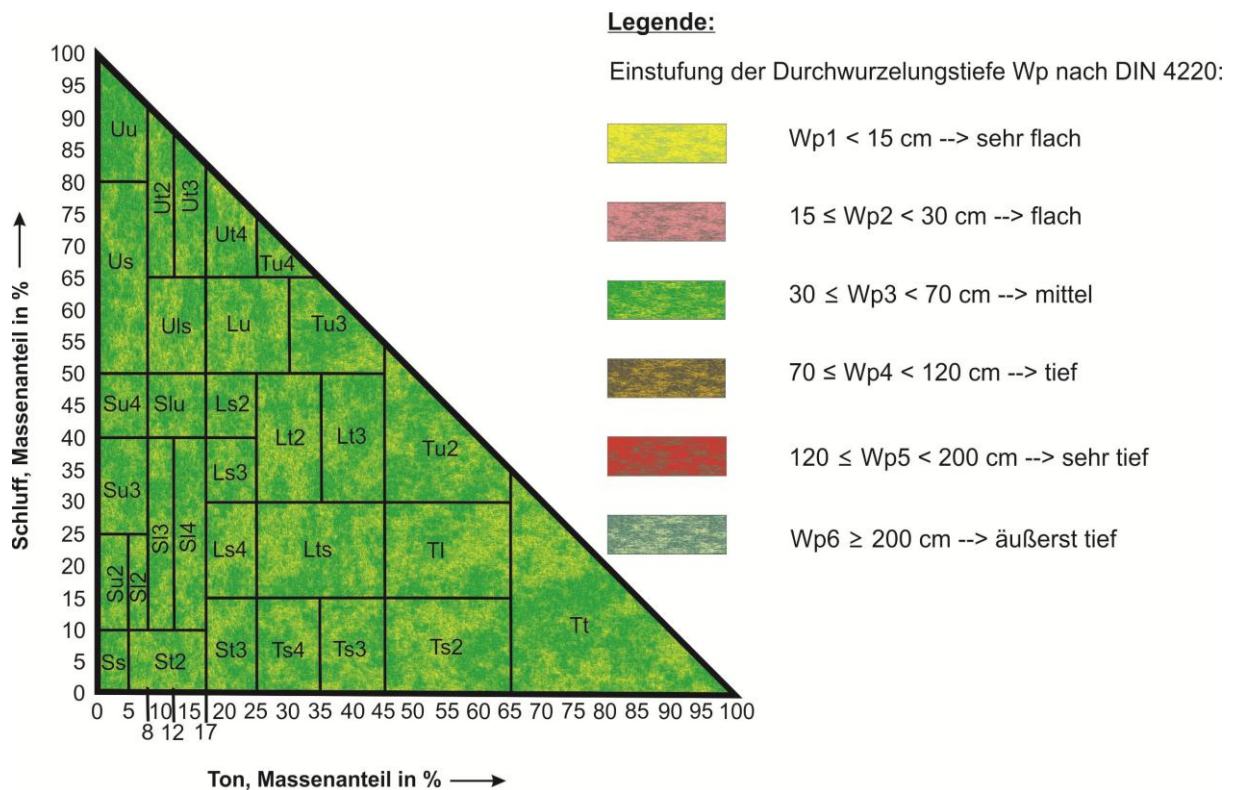 Legende:
Einstufung der Durchwurzelungstiefe Wp nach DIN 4220:
Wp1 < 15 cm --> sehr flach
15 ≤ Wp2 < 30 cm --> flach
30 ≤ Wp3 < 70 cm --> mittel
70 ≤ Wp4 < 120 cm --> tief
120 ≤ Wp5 < 200 cm --> sehr tief
Wp6 ≥ 200 cm --> äußerst tief
Schluff, Massenanteil in %
100
95
90
85
80
75
70
65
60
55
50
45
40
35
30
25
20
15
10
5
0
Uu
Ut2
Ut3
Us
Ut4
Tu4
Uls
Lu
Tu3
Su4
Slu
Ls2
Lt2
Lt3
Tu2
Su3
Ls3
Sl3
Sl4
Su2
Sl2
Ls4
Lts
Tl
Tt
Ss
St2
St3
Ts4
Ts3
Ts2
0 5 10 15 20 25 30 35 40 45 50 55 60 65 70 75 80 85 90 95 100
8 12 17
Ton, Massenanteil in %